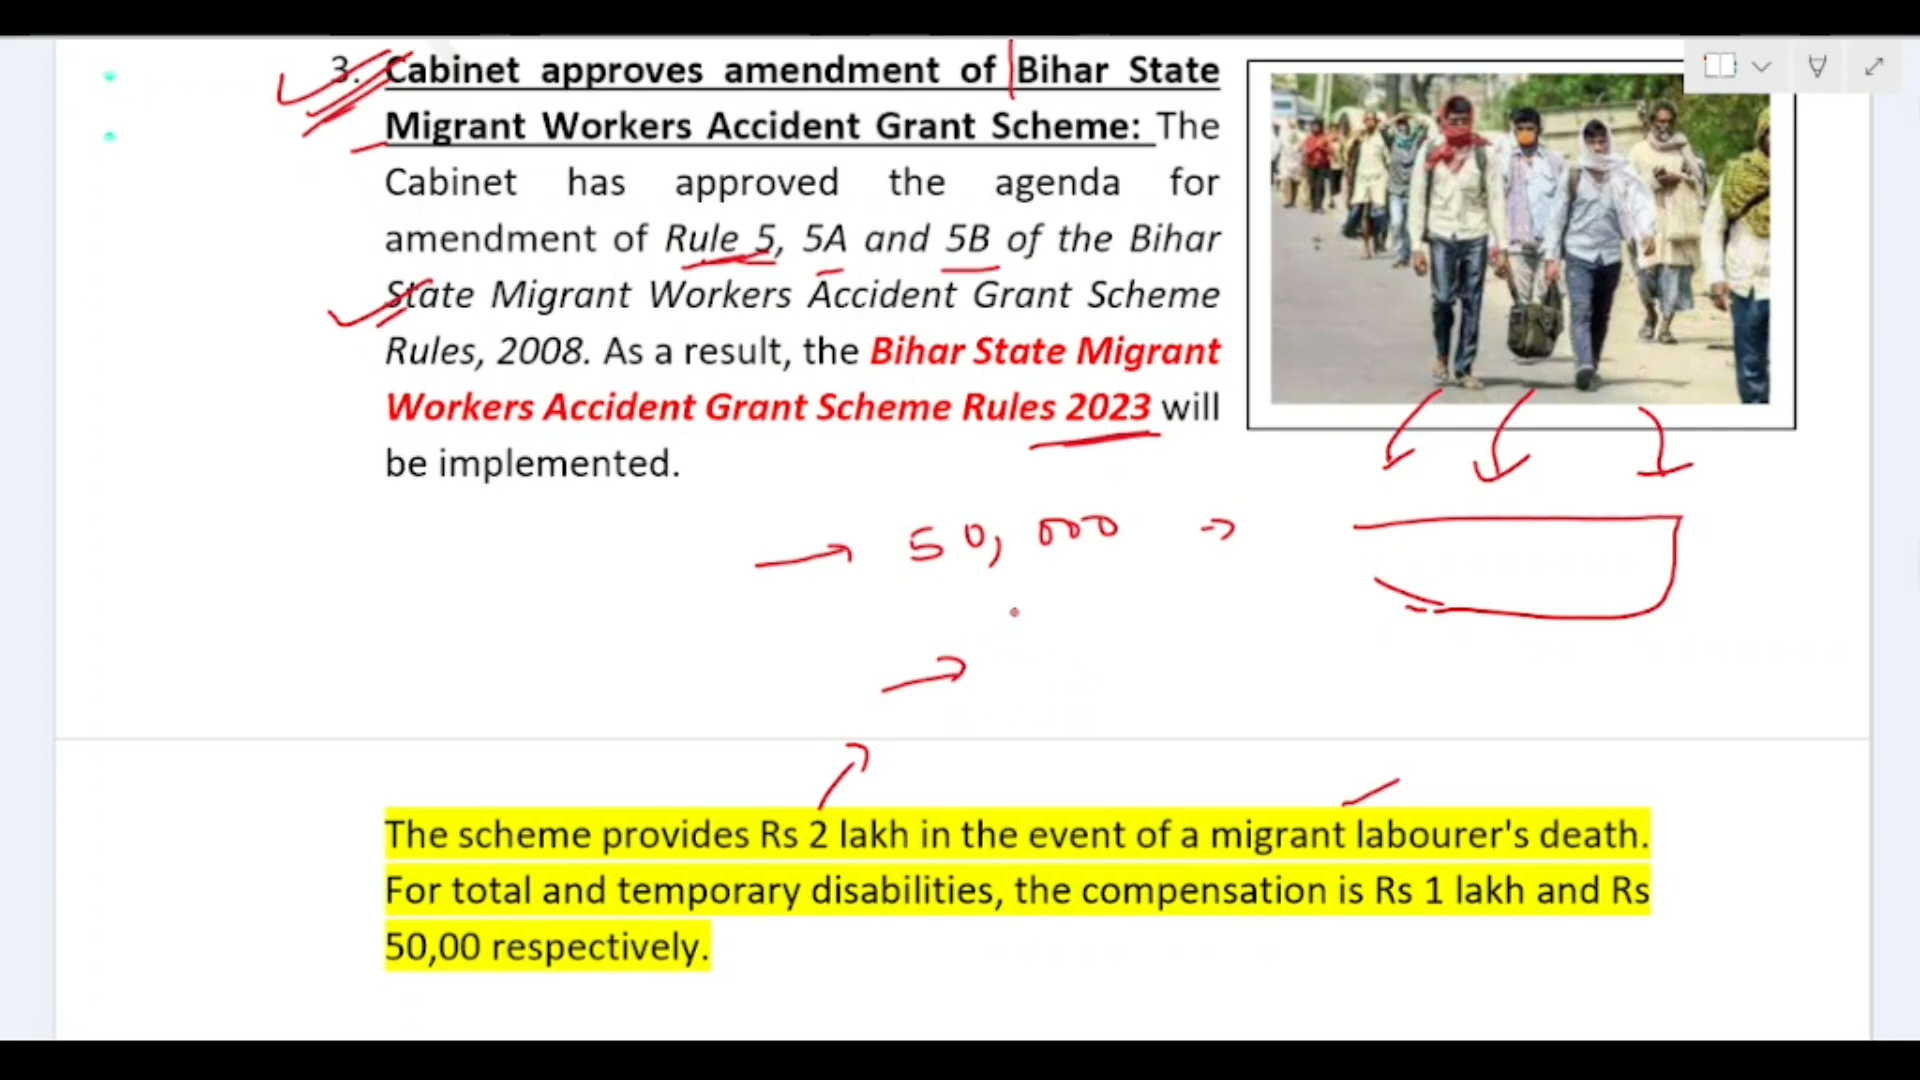 3. Cabinet approves amendment of Bihar State
Migrant Workers Accident Grant Scheme: The
Cabinet has approved the agenda for
amendment of Rule 5, 5A and 5B of the Bihar
State Migrant Workers Accident Grant Scheme
Rules, 2008. As a result, the Bihar State Migrant
Workers Accident Grant Scheme Rules 2023 will
be implemented.
50,000
The scheme provides Rs 2 lakh in the event of a migrant labourer's death.
For total and temporary disabilities, the compensation is Rs 1 lakh and Rs
50,00 respectively.